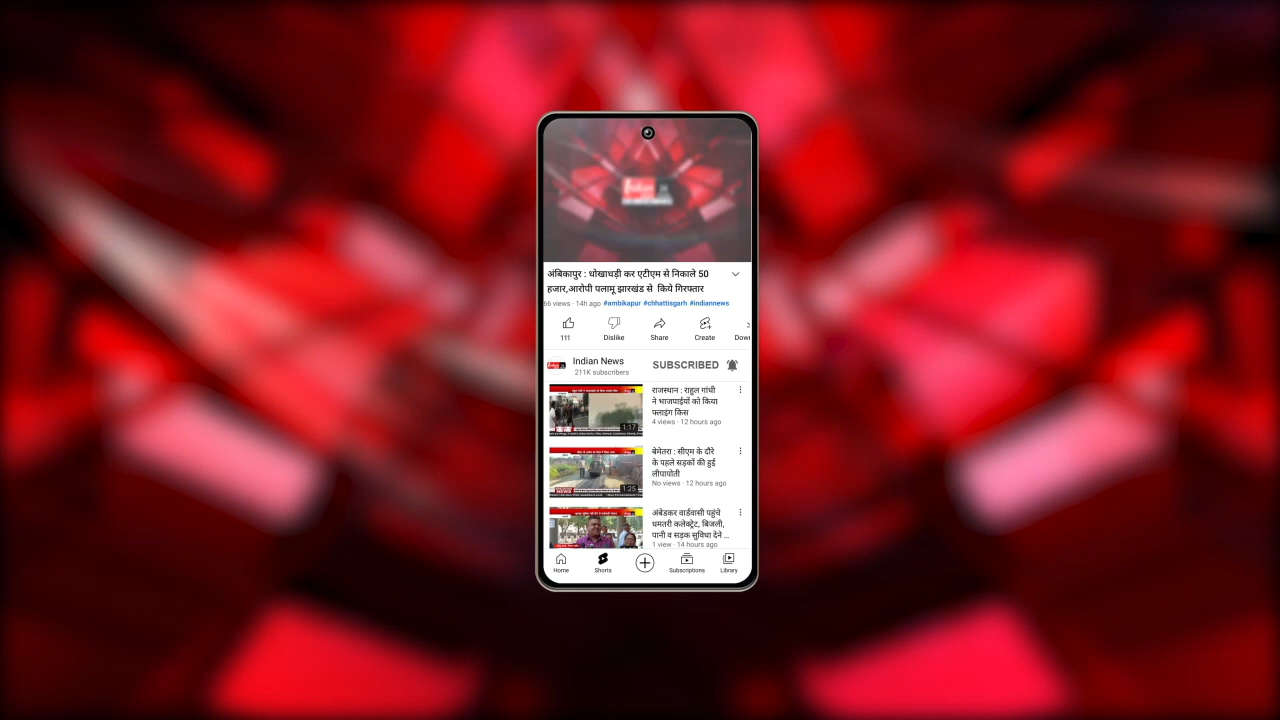 अंबिकापुर : धोखाधड़ी कर एटीएम से निकाले 50
हजार,आरोपी पलामू झारखंड से किये गिरफ्तार
66 views · 14h ago #ambikapur #chhattisgarh #indiannews
111
Dislike
Share
Create
Indian News
211K subscribers
SUBSCRIBED
राजस्थान : राहुल गांधी
ने भाजपाईयों को किया
फ्लाइंग किस
4 views · 12 hours ago
1:17
बेमेतरा : सीएम के दौरे
के पहले सड़कों की हुई
लीपापोती
No views · 12 hours ago
1:25
अंबेडकर वार्डवासी पहुंचे
धमतरी कलेक्ट्रेट, बिजली,
पानी व सड़क सुविधा देने ...
1 view · 14 hours ago
Home
Shorts
Subscriptions
Library